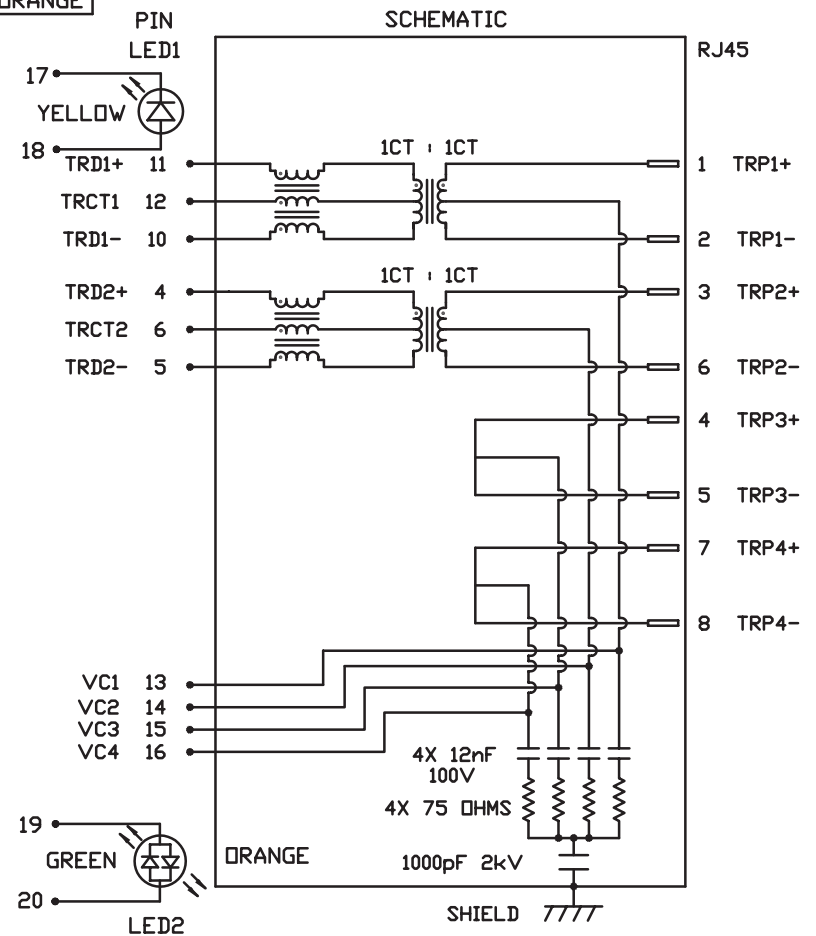 ORANGE
PIN
SCHEMATIC
LED1
RJ45
17
YELLOW
18
1CT : 1CT
TRD1+ 11
1 TRP1+
TRCT1 12
TRD1- 10
2 TRP1-
1CT : 1CT
TRD2+ 4
3 TRP2+
TRCT2 6
TRD2- 5
6 TRP2-
4 TRP3+
5 TRP3-
7 TRP4+
8 TRP4-
VC1 13
VC2 14
VC3 15
VC4 16
4X 12nF
100V
4X 75 OHMS
19
GREEN
ORANGE
1000pF 2kV
20
SHIELD
LED2